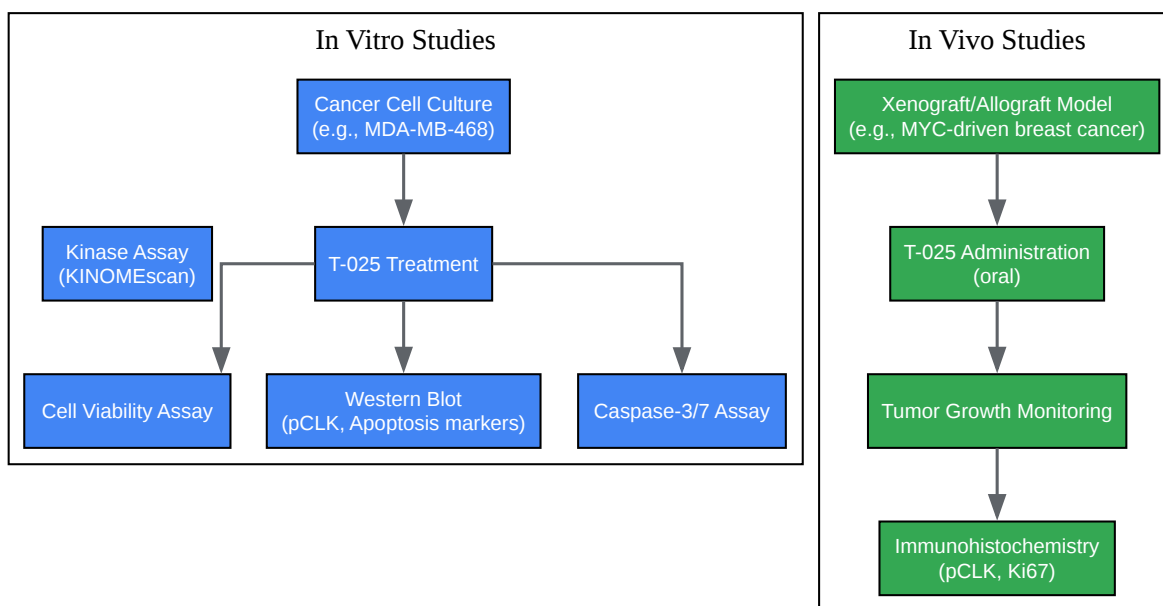 In Vitro Studies
Cancer Cell Culture
(e.g., MDA-MB-468)
Kinase Assay
(KINOMEscan)
T-025 Treatment
Cell Viability Assay
Western Blot
(pCLK, Apoptosis markers)
Caspase-3/7 Assay
In Vivo Studies
Xenograft/Allograft Model
(e.g., MYC-driven breast cancer)
T-025 Administration
(oral)
Tumor Growth Monitoring
Immunohistochemistry
(pCLK, Ki67)